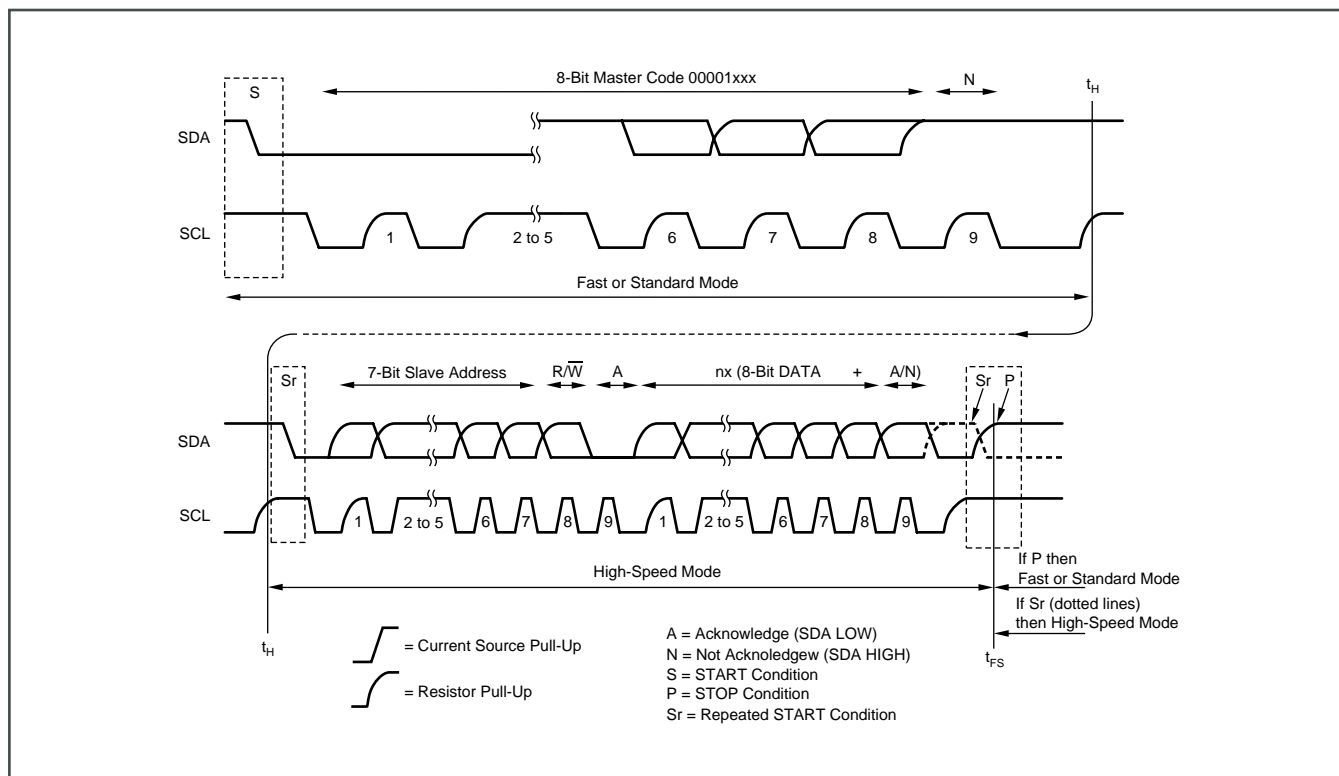 8-Bit Master Code 00001xxx
N
tH
S
SDA
SCL
1
2 to 5
6
7
8
9
Fast or Standard Mode
Sr
7-Bit Slave Address
R/W̅
A
nx (8-Bit DATA
+
A/N)
Sr
P
SDA
SCL
1
2 to 5
6
7
8
9
1
2 to 5
6
7
8
9
High-Speed Mode
If P then
Fast or Standard Mode
If Sr (dotted lines)
then High-Speed Mode
tH
tFS
= Current Source Pull-Up
= Resistor Pull-Up
A = Acknowledge (SDA LOW)
N = Not Acknoledgew (SDA HIGH)
S = START Condition
P = STOP Condition
Sr = Repeated START Condition